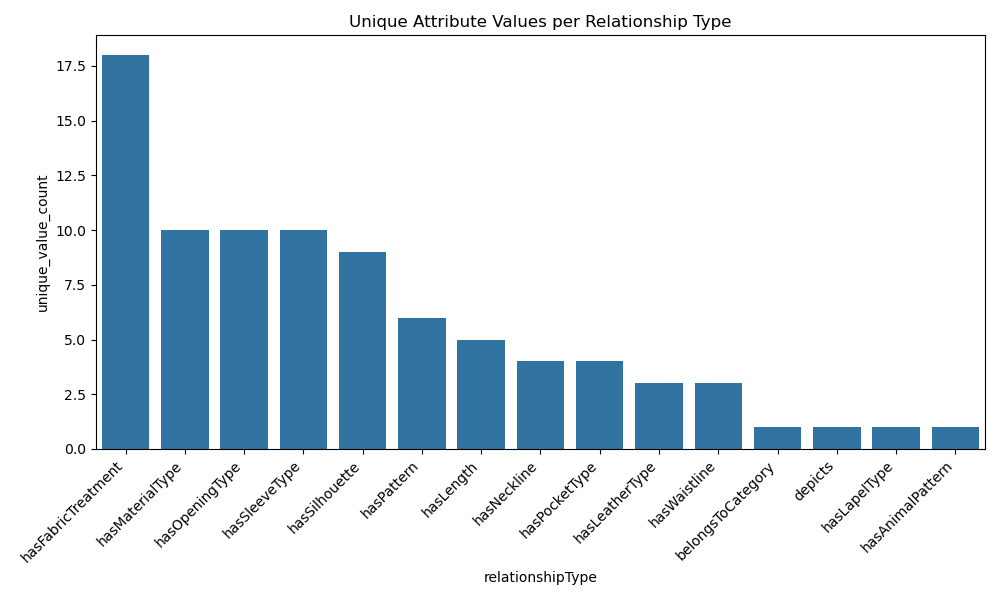 Unique Attribute Values per Relationship Type
unique_value_count
17.5
15.0
12.5
10.0
7.5
5.0
2.5
0.0
hasFabricTreatment
hasMaterialType
hasOpeningType
hasSleeveType
hasSilhouette
hasPattern
hasLength
hasNeckline
hasPocketType
hasLeatherType
hasWaistline
belongsToCategory
depicts
hasLapelType
hasAnimalPattern
relationshipType